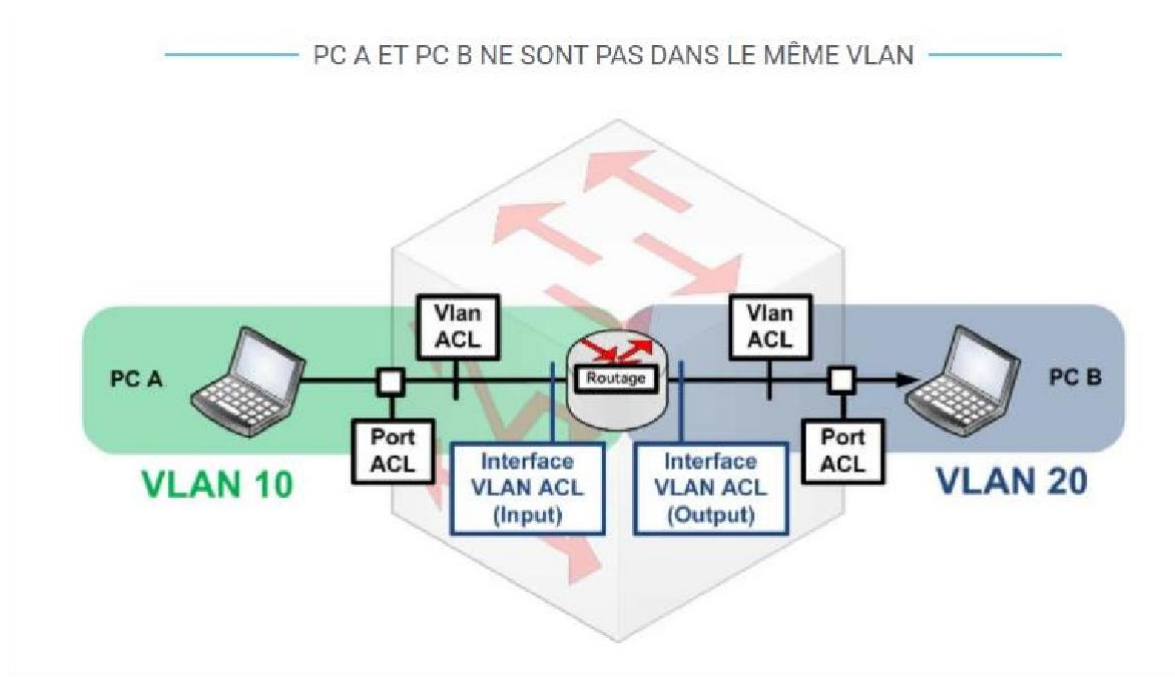 PC A ET PC B NE SONT PAS DANS LE MÊME VLAN
Vlan
ACL
Vlan
ACL
PC A
Routage
PC B
Port
ACL
Interface
VLAN ACL
(Input)
Interface
VLAN ACL
(Output)
Port
ACL
VLAN 10
VLAN 20